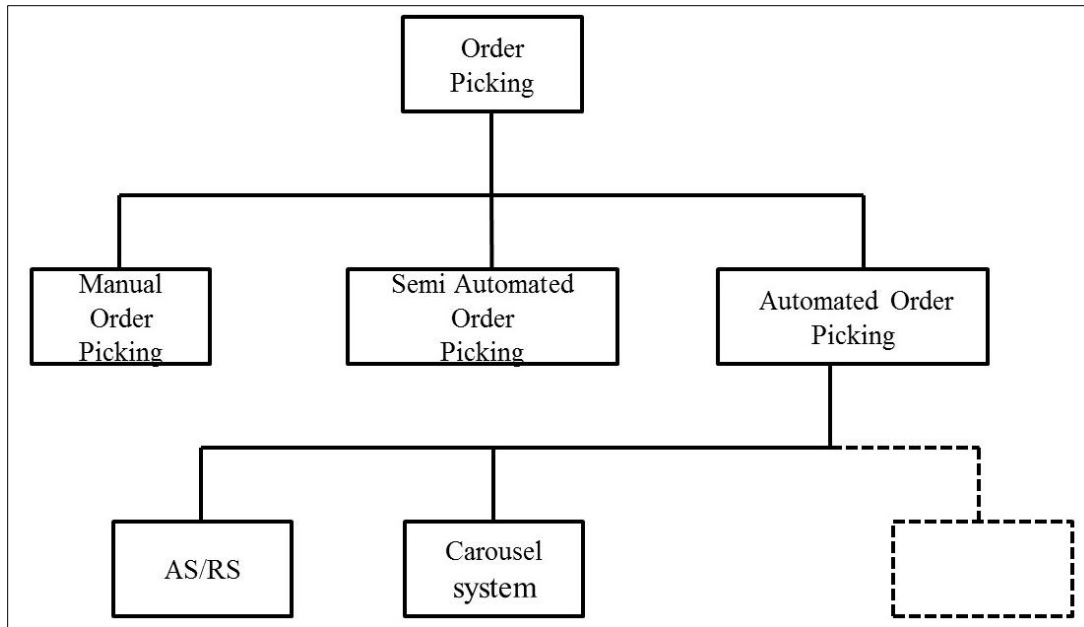 Order
Picking
Manual
Order
Picking
Semi Automated
Order
Picking
Automated Order
Picking
AS/RS
Carousel
system